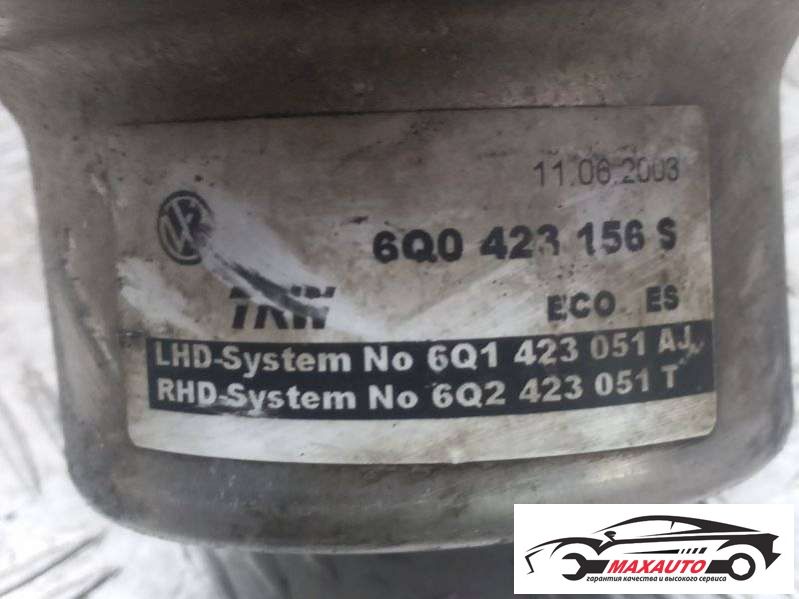 11.06.2003
6Q0 423 156 S
TRW
ECO ES
LHD-System No 6Q1 423 051 AJ
RHD-System No 6Q2 423 051 T
MAXAUTO
гарантия качества и высокого сервиса